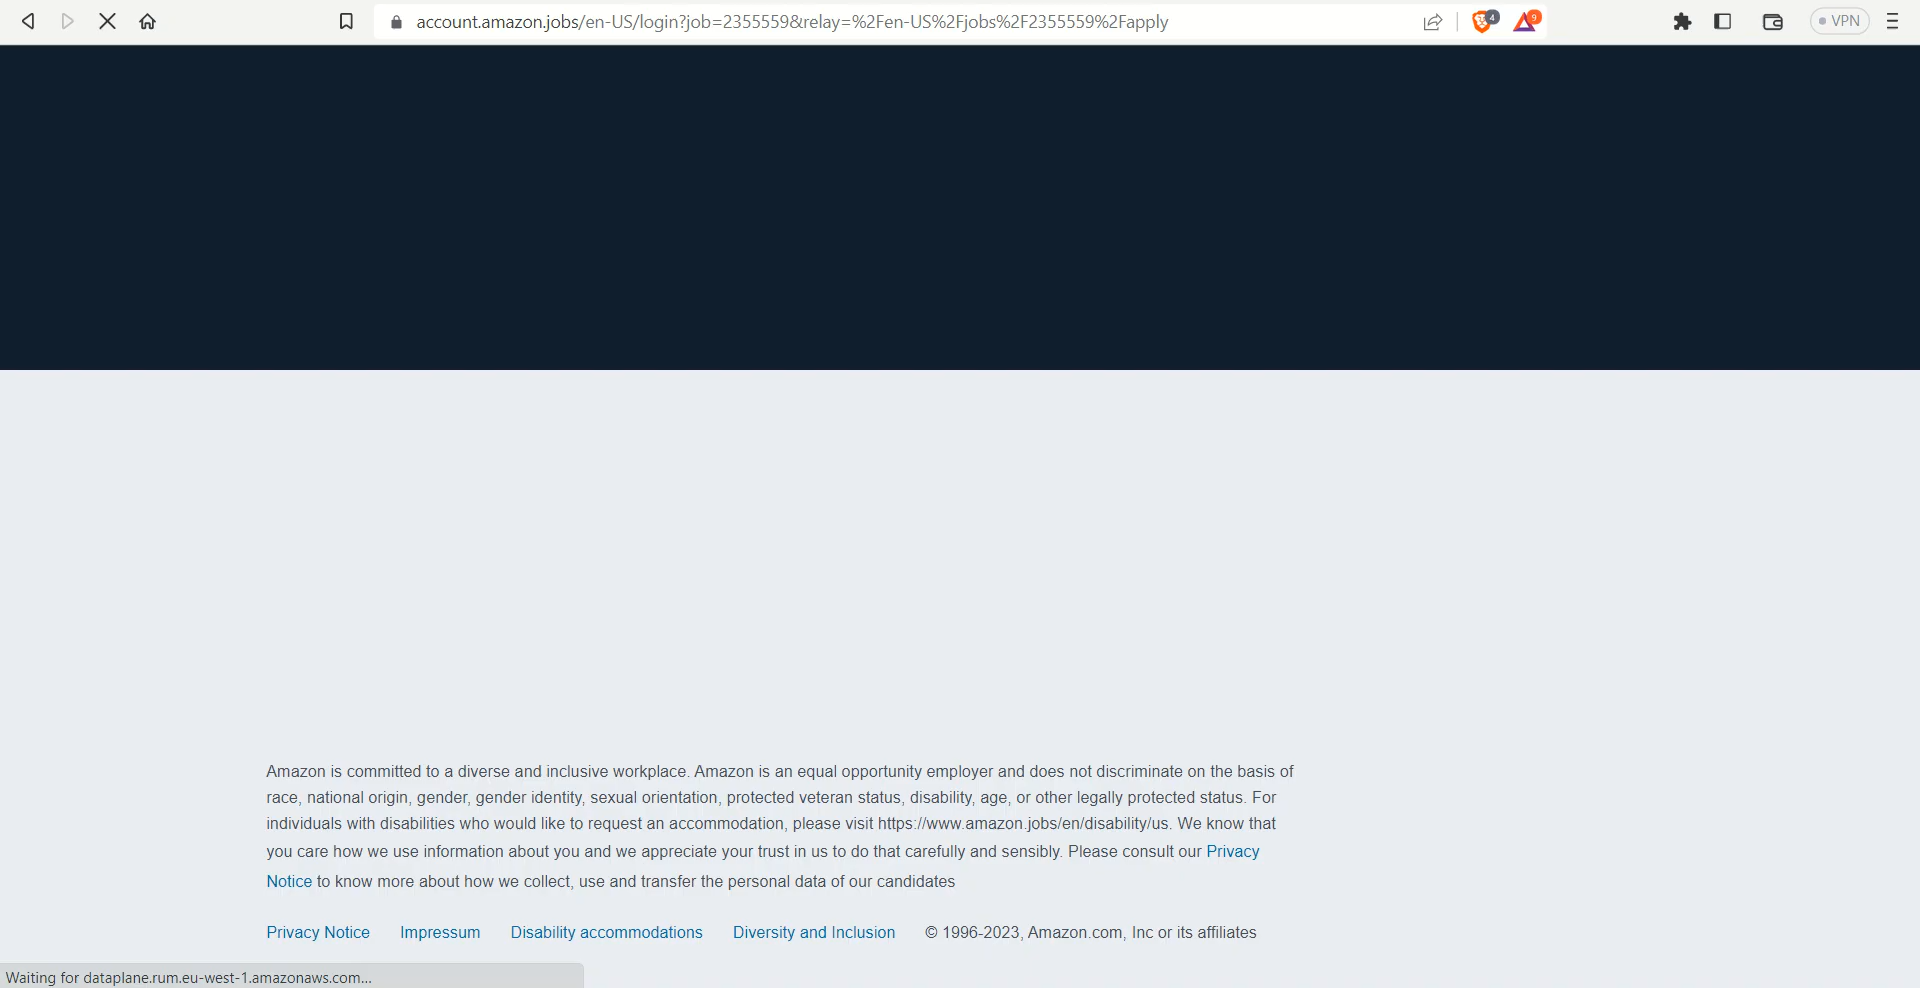 account.amazon.jobs/en-US/login?job=2355559&relay=%2Fen-US%2Fjobs%2F2355559%2Fapply
4
9
VPN
Amazon is committed to a diverse and inclusive workplace. Amazon is an equal opportunity employer and does not discriminate on the basis of
race, national origin, gender, gender identity, sexual orientation, protected veteran status, disability, age, or other legally protected status. For
individuals with disabilities who would like to request an accommodation, please visit https://www.amazon.jobs/en/disability/us. We know that
you care how we use information about you and we appreciate your trust in us to do that carefully and sensibly. Please consult our Privacy
Notice to know more about how we collect, use and transfer the personal data of our candidates
Privacy Notice Impressum Disability accommodations Diversity and Inclusion © 1996-2023, Amazon.com, Inc or its affiliates
Waiting for dataplane.rum.eu-west-1.amazonaws.com...